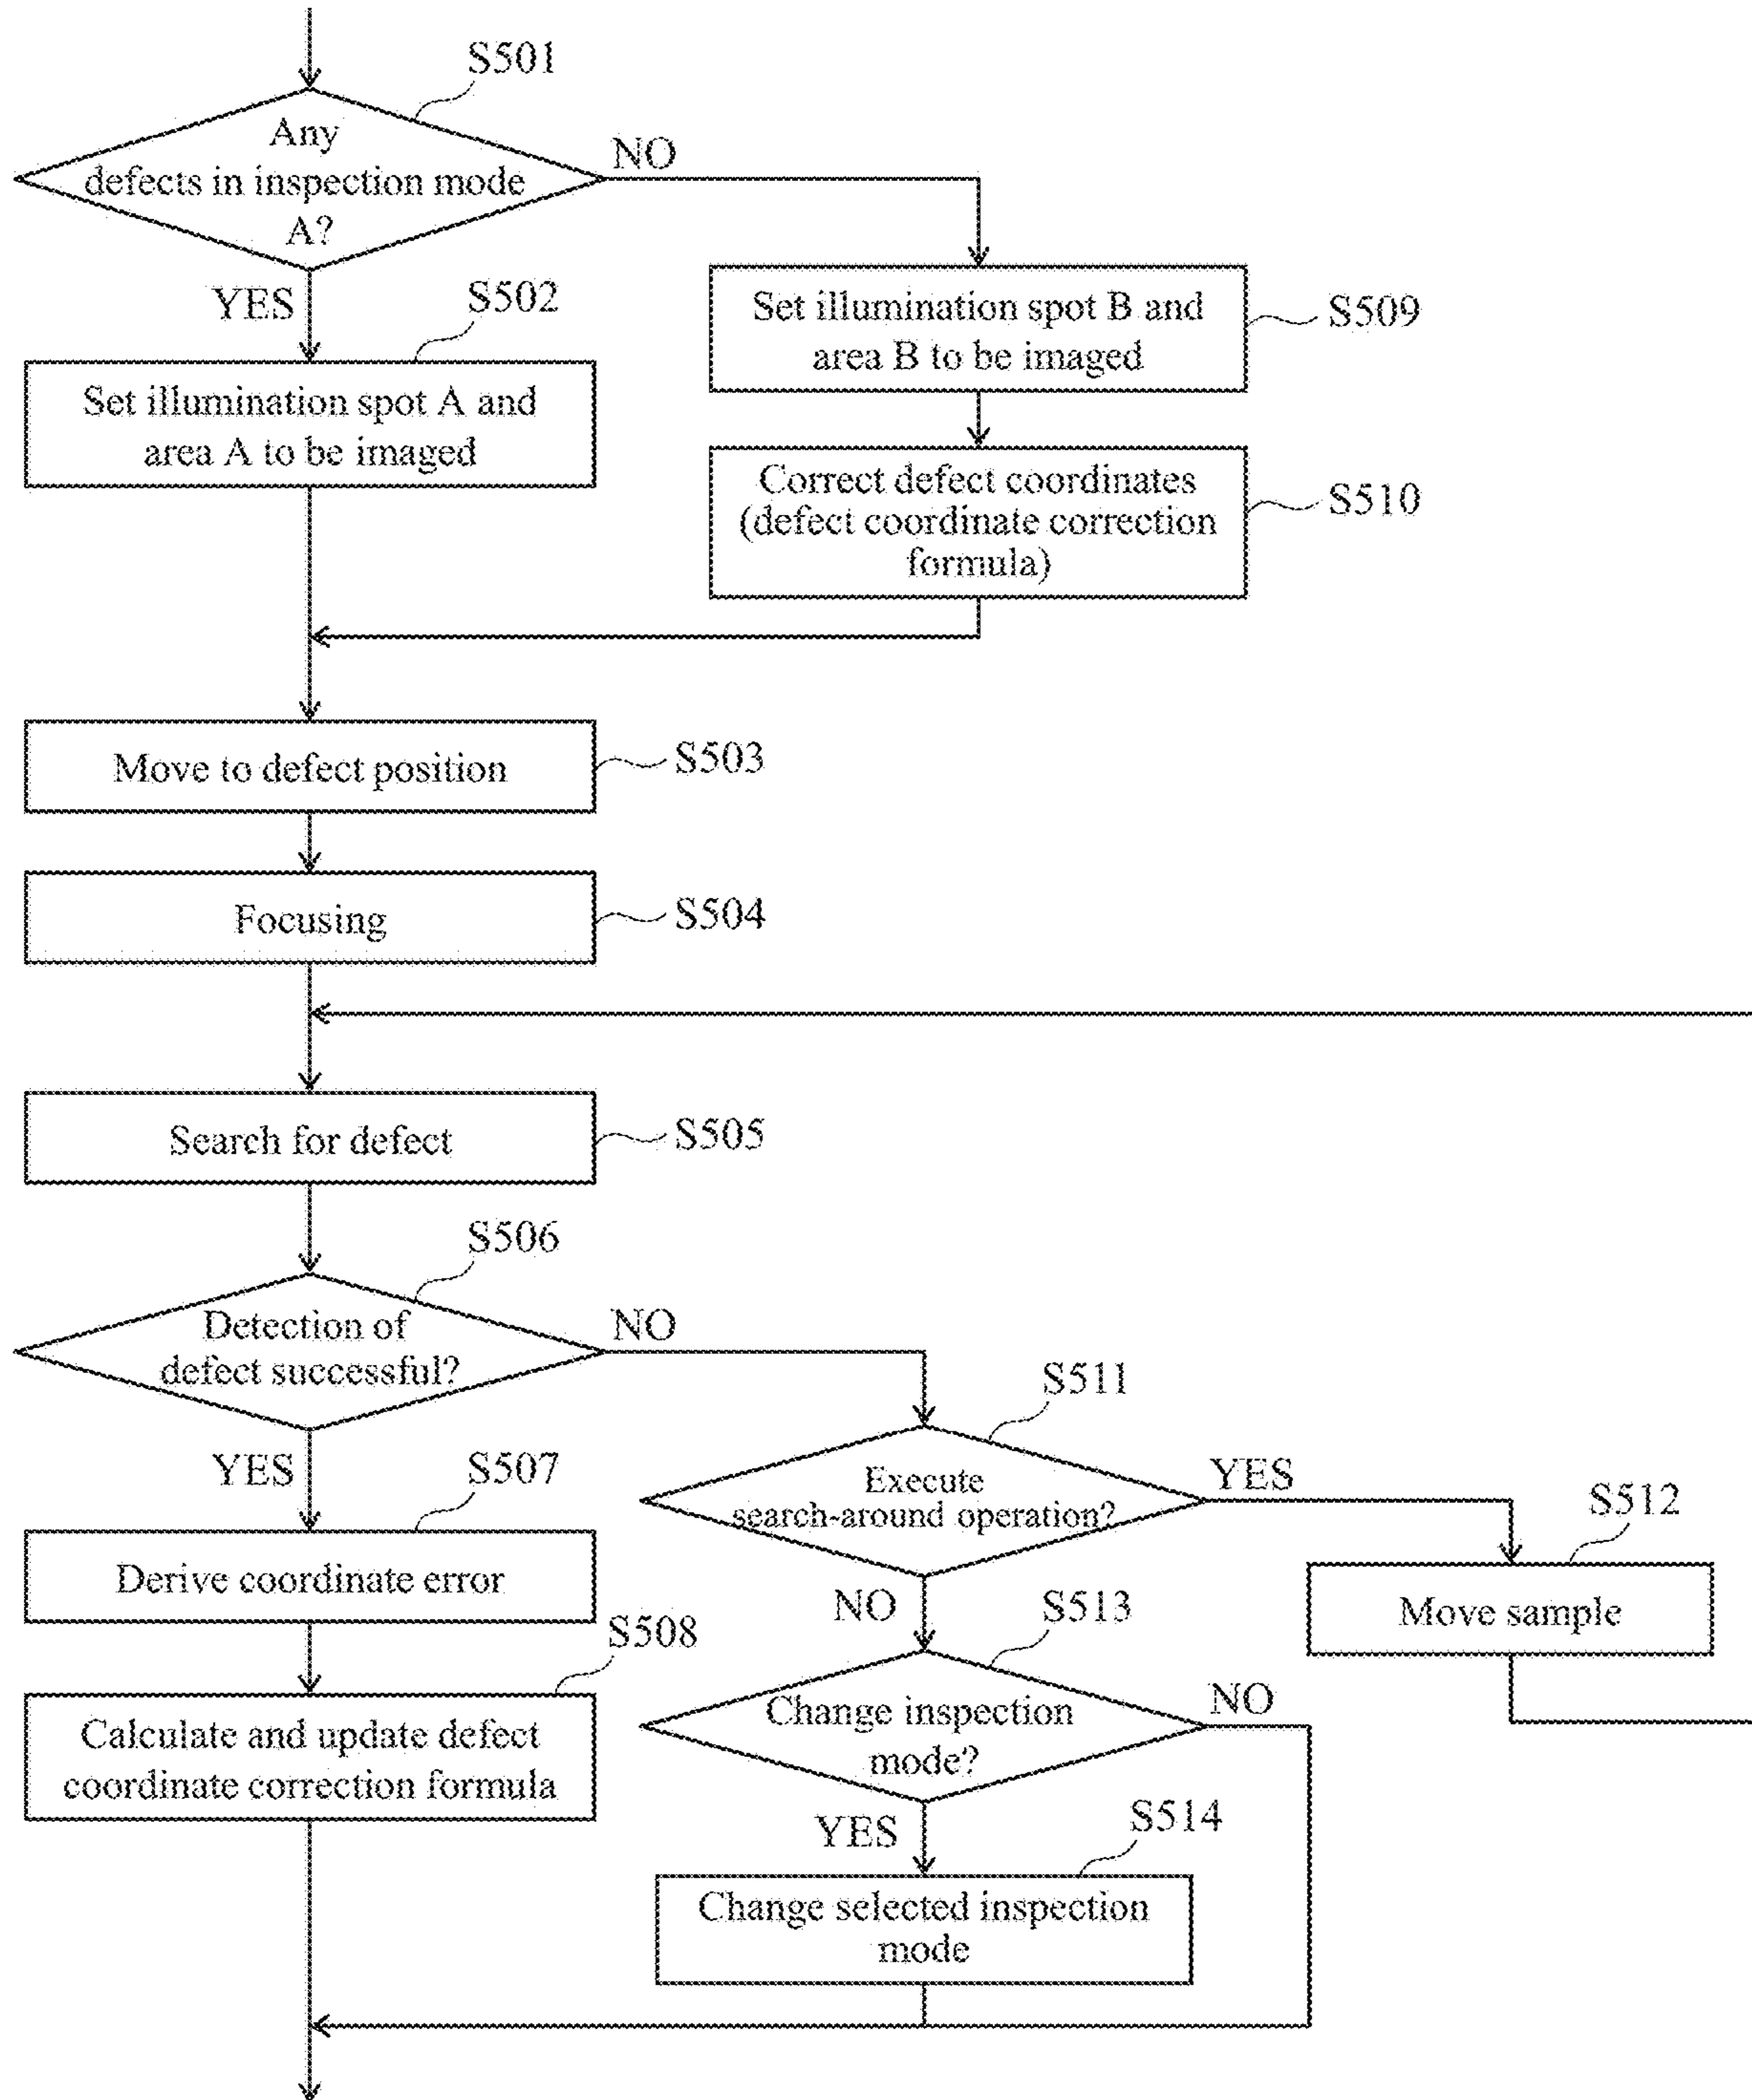 S501
Any
defects in inspection mode
A?
NO
YES
S502
Set illumination spot A and
area A to be imaged
Set illumination spot B and
area B to be imaged
S509
Correct defect coordinates
(defect coordinate correction
formula)
S510
Move to defect position
S503
Focusing
S504
Search for defect
S505
S506
Detection of
defect successful?
NO
YES
S507
Derive coordinate error
S508
Calculate and update defect
coordinate correction formula
S511
Execute
search-around operation?
YES
S512
Move sample
NO
S513
Change inspection
mode?
NO
YES
S514
Change selected inspection
mode